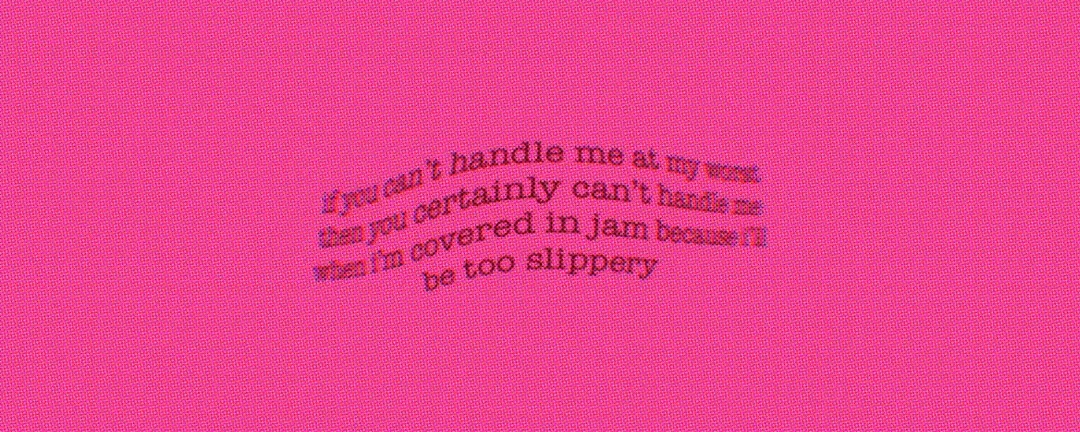 if you can't handle me at my worst
then you certainly can't handle me
when i'm covered in jam because i'll
be too slippery